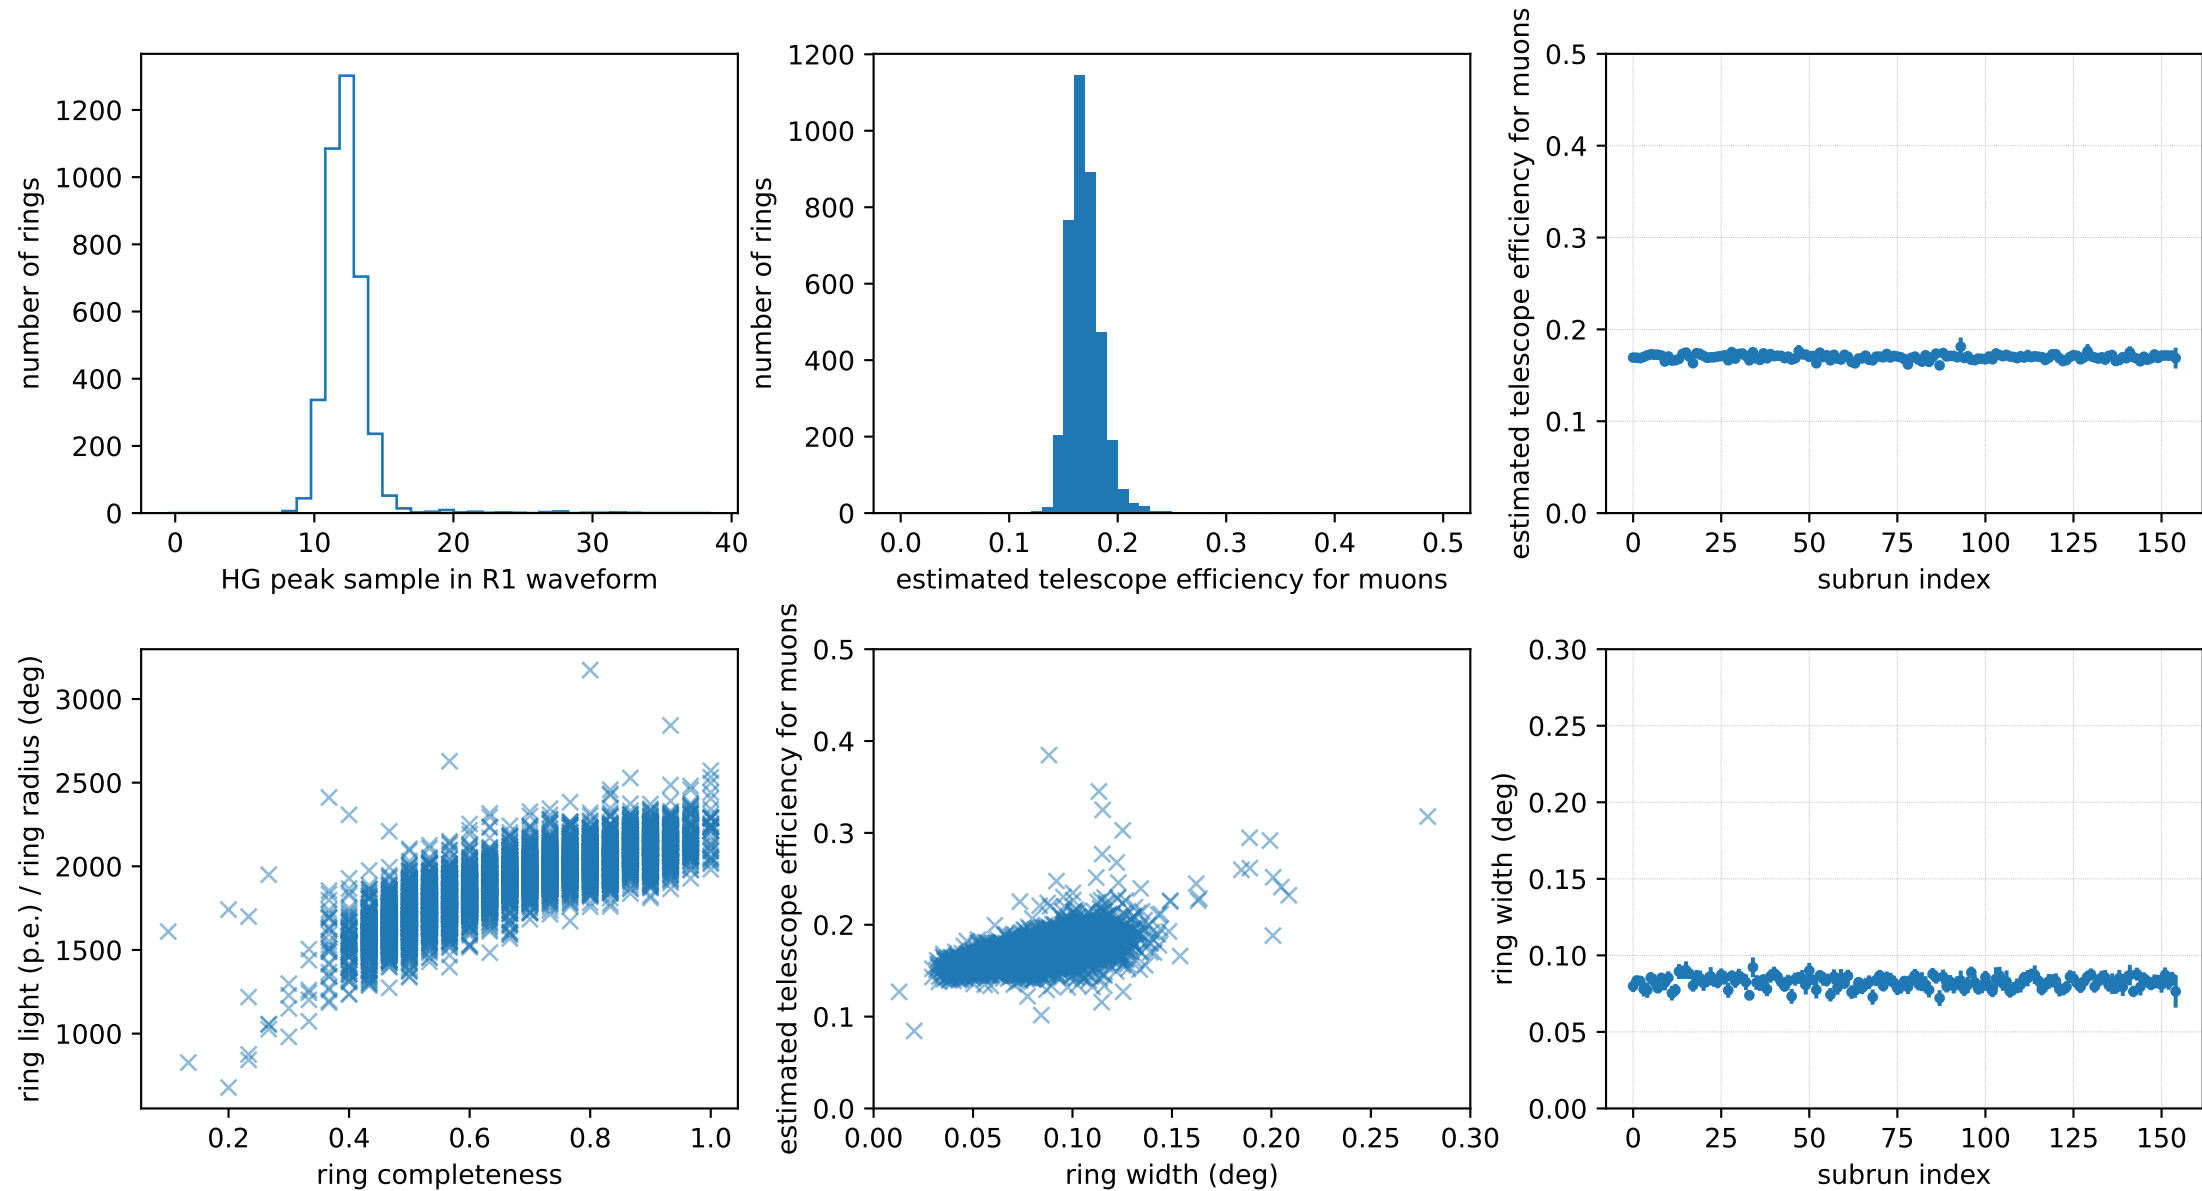 number of rings
1200
1000
800
600
400
200
0
0 10 20 30 40
HG peak sample in R1 waveform
number of rings
1200
1000
800
600
400
200
0
0.0 0.1 0.2 0.3 0.4 0.5
estimated telescope efficiency for muons
estimated telescope efficiency for muons
0.5
0.4
0.3
0.2
0.1
0.0
0 25 50 75 100 125 150
subrun index
ring light (p.e.) / ring radius (deg)
3000
2500
2000
1500
1000
0.2 0.4 0.6 0.8 1.0
ring completeness
estimated telescope efficiency for muons
0.5
0.4
0.3
0.2
0.1
0.0
0.00 0.05 0.10 0.15 0.20 0.25 0.30
ring width (deg)
ring width (deg)
0.30
0.25
0.20
0.15
0.10
0.05
0.00
0 25 50 75 100 125 150
subrun index